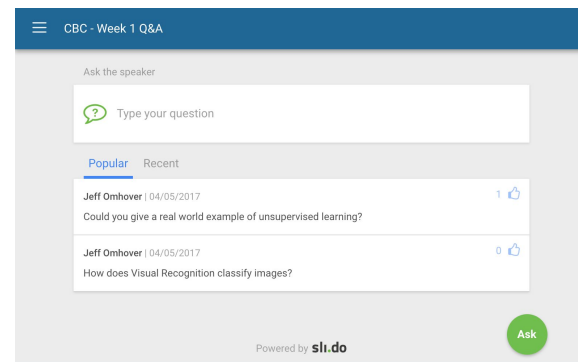 CBC - Week 1 Q&A
Ask the speaker
Type your question
Popular Recent
Jeff Omhover | 04/05/2017 1
Could you give a real world example of unsupervised learning?
Jeff Omhover | 04/05/2017 0
How does Visual Recognition classify images?
Ask
Powered by sli.do